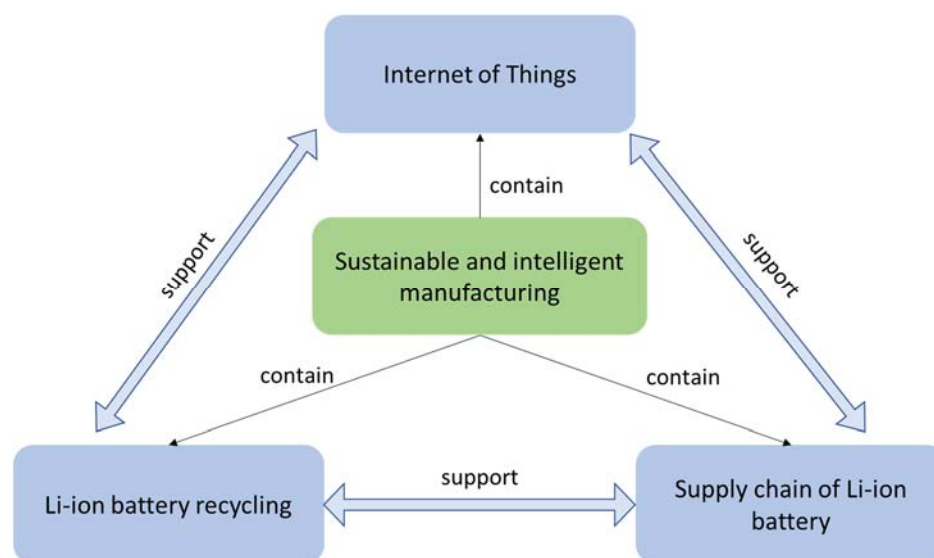 Internet of Things
contain
support
support
Sustainable and intelligent
manufacturing
contain
contain
Li-ion battery recycling
support
Supply chain of Li-ion
battery